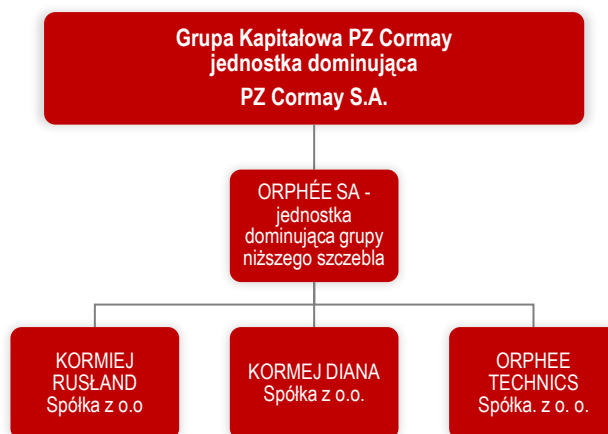 Grupa Kapitałowa PZ Cormay
jednostka dominująca
PZ Cormay S.A.
ORPHÉE SA -
jednostka
dominująca grupy
niższego szczebla
KORMIEJ
RUSŁAND
Spółka z o.o
KORMEJ DIANA
Spółka z o.o.
ORPHEE
TECHNICS
Spółka. z o. o.